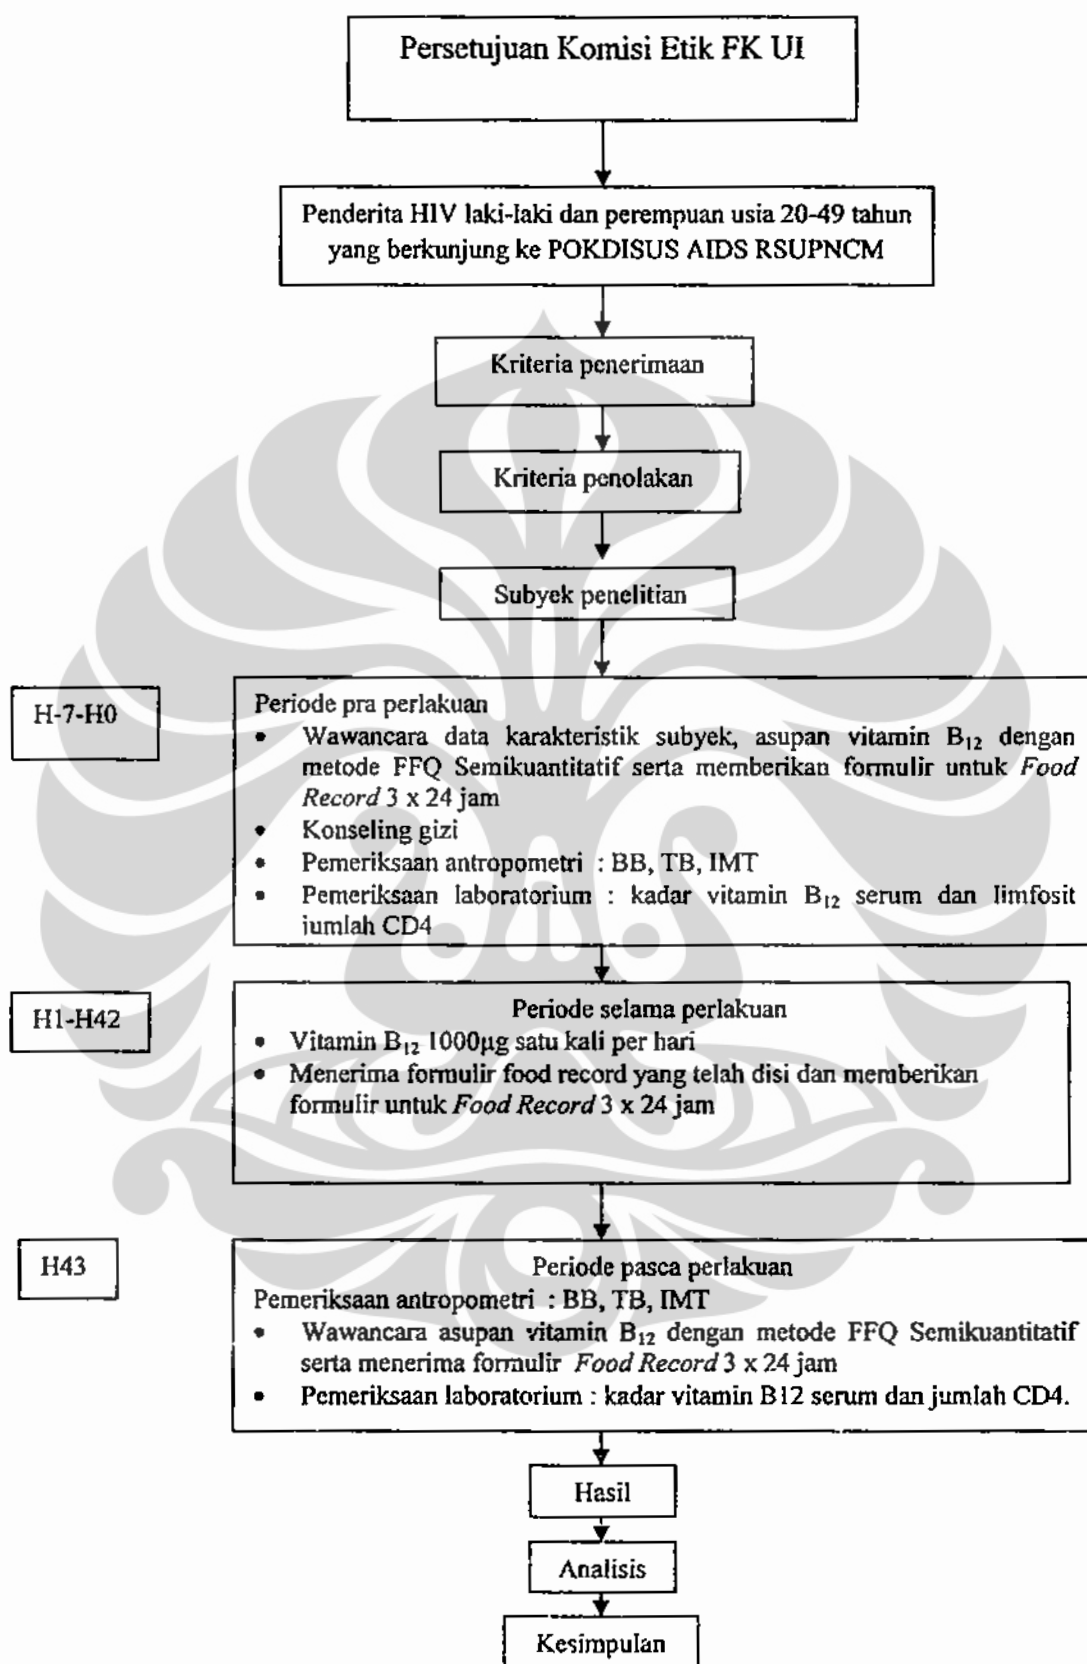 Persetujuan Komisi Etik FK UI
Penderita HIV laki-laki dan perempuan usia 20-49 tahun
yang berkunjung ke POKDISUS AIDS RSUPNCM
Kriteria penerimaan
Kriteria penolakan
Subyek penelitian
H-7-H0
Periode pra perlakuan
• Wawancara data karakteristik subyek, asupan vitamin B₁₂ dengan
metode FFQ Semikuantitatif serta memberikan formulir untuk Food
Record 3 x 24 jam
• Konseling gizi
• Pemeriksaan antropometri : BB, TB, IMT
• Pemeriksaan laboratorium : kadar vitamin B₁₂ serum dan limfosit
jumlah CD4
H1-H42
Periode selama perlakuan
• Vitamin B₁₂ 1000µg satu kali per hari
• Menerima formulir food record yang telah disi dan memberikan
formulir untuk Food Record 3 x 24 jam
H43
Periode pasca perlakuan
Pemeriksaan antropometri : BB, TB, IMT
• Wawancara asupan vitamin B₁₂ dengan metode FFQ Semikuantitatif
serta menerima formulir Food Record 3 x 24 jam
• Pemeriksaan laboratorium : kadar vitamin B12 serum dan jumlah CD4.
Hasil
Analisis
Kesimpulan